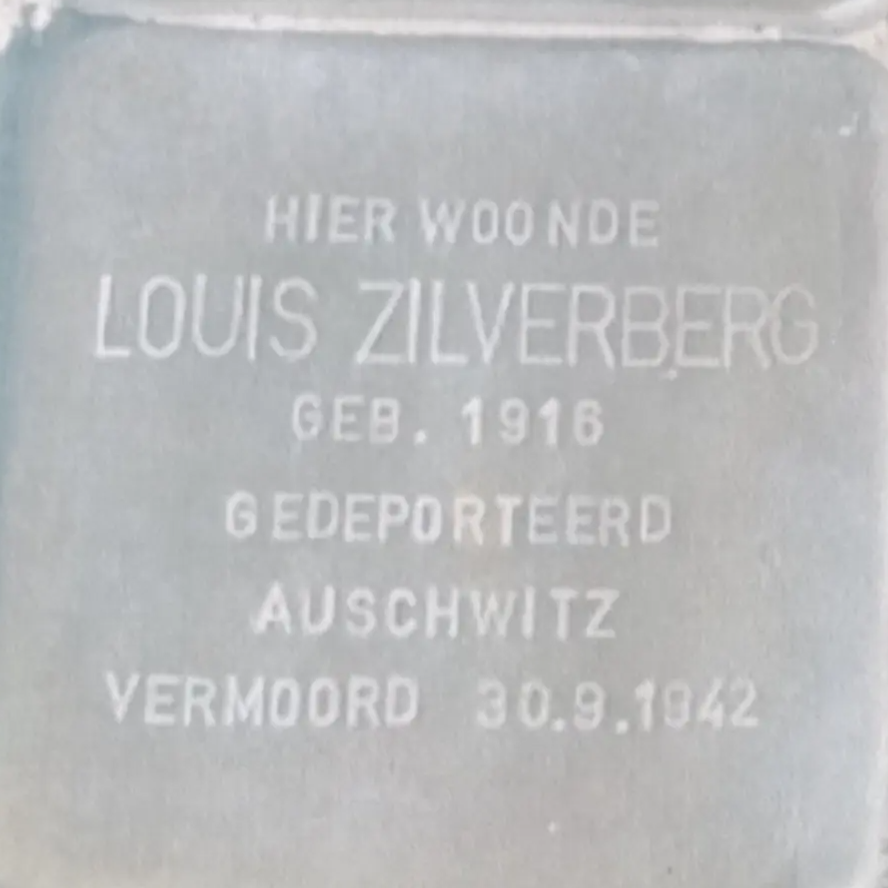 HIER WOONDE
LOUIS ZILVERBERG
GEB. 1916
GEDEPORTEERD
AUSCHWITZ
VERMOORD 30.9.1942